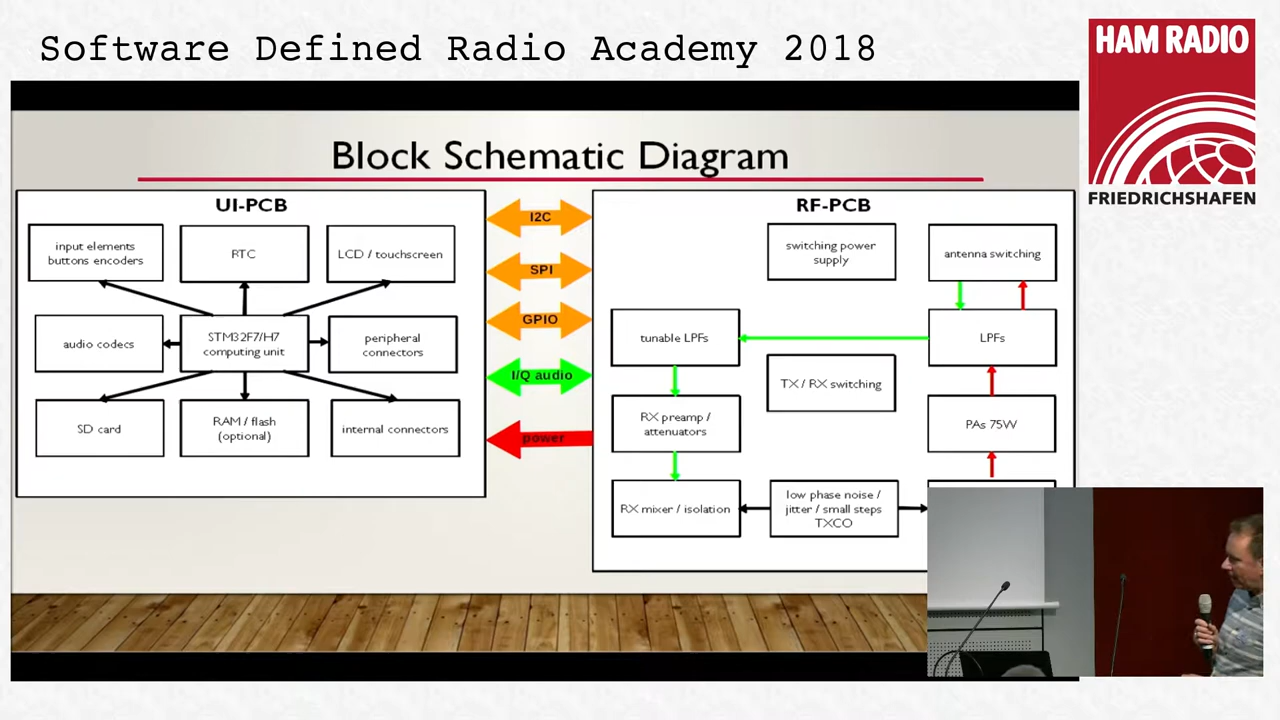 Software Defined Radio Academy 2018
HAM RADIO
FRIEDRICHSHAFEN
Block Schematic Diagram
UI-PCB
input elements
buttons encoders
RTC
LCD / touchscreen
audio codecs
STM32F7/H7
computing unit
peripheral
connectors
SD card
RAM / flash
(optional)
internal connectors
I2C
SPI
GPIO
I/Q audio
power
RF-PCB
switching power
supply
antenna switching
tunable LPFs
LPFs
TX / RX switching
RX preamp /
attenuators
PAs 75W
RX mixer / isolation
low phase noise /
jitter / small steps
TXCO